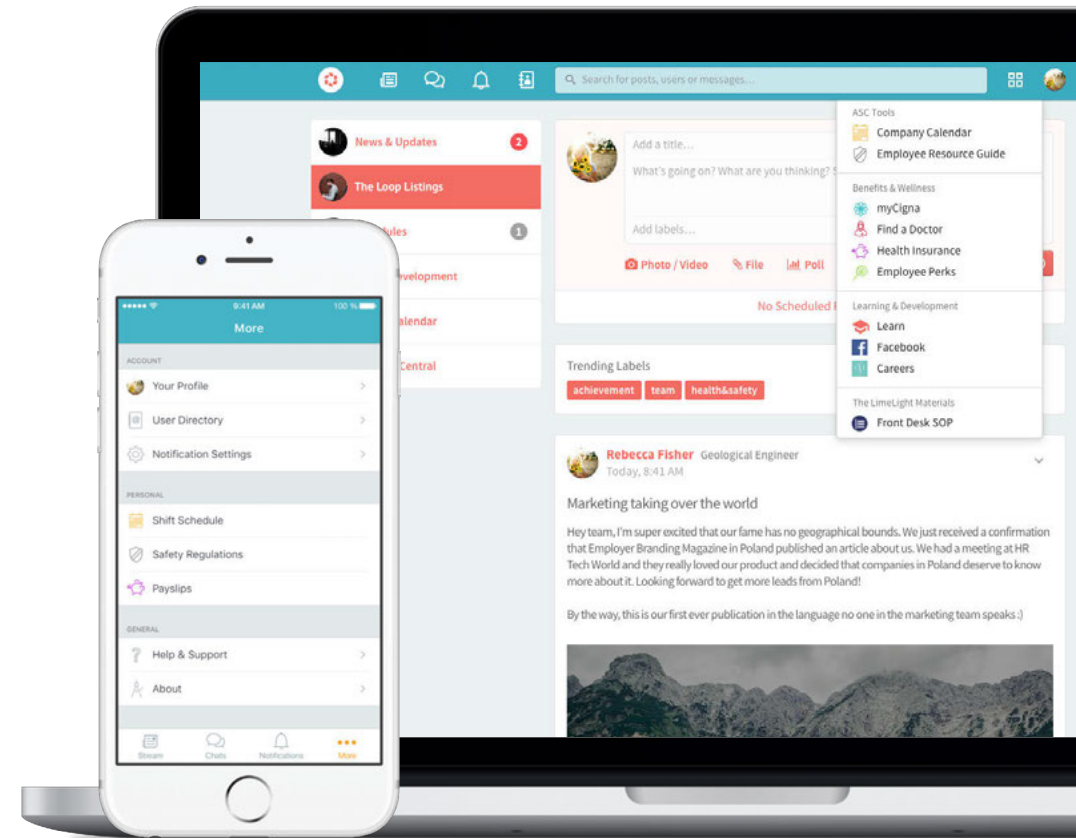 Search for posts, users or messages...
News & Updates 2
The Loop Listings
ules 1
velopment
alendar
Central
Add a title...
What's going on? What are you thinking? S
Add labels...
Photo / Video File Poll
No Scheduled
Trending Labels
achievement team health&safety
Rebecca Fisher Geological Engineer
Today, 8:41 AM
Marketing taking over the world
Hey team, I'm super excited that our fame has no geographical bounds. We just received a confirmation
that Employer Branding Magazine in Poland published an article about us. We had a meeting at HR
Tech World and they really loved our product and decided that companies in Poland deserve to know
more about it. Looking forward to get more leads from Poland!
By the way, this is our first ever publication in the language no one in the marketing team speaks :)
ASC Tools
Company Calendar
Employee Resource Guide
Benefits & Wellness
myCigna
Find a Doctor
Health Insurance
Employee Perks
Learning & Development
Learn
Facebook
Careers
The LimeLight Materials
Front Desk SOP
9:41 AM 100 %
More
ACCOUNT
Your Profile
User Directory
Notification Settings
PERSONAL
Shift Schedule
Safety Regulations
Payslips
GENERAL
Help & Support
About
Stream Chats Notifications More